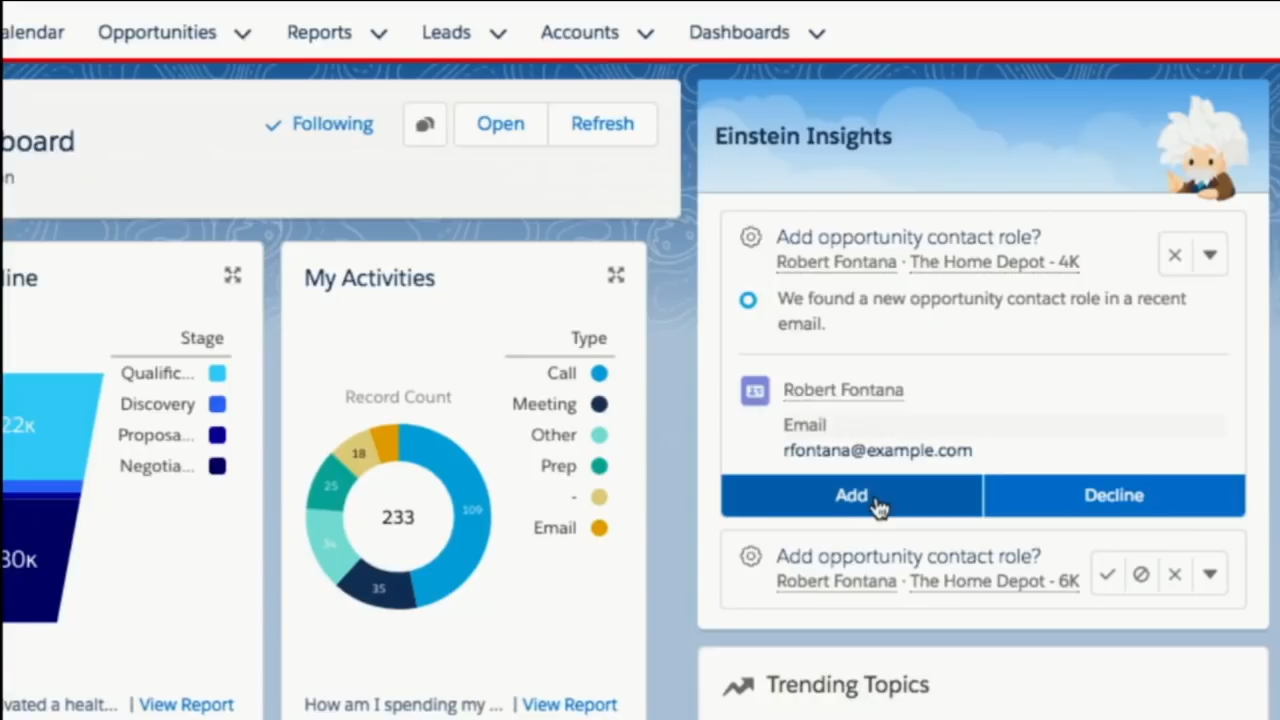 alendar
Opportunities
Reports
Leads
Accounts
Dashboards
board
n
Following
Open
Refresh
Einstein Insights
Add opportunity contact role?
Robert Fontana · The Home Depot - 4K
We found a new opportunity contact role in a recent
email.
Robert Fontana
Email
rfontana@example.com
Add
Decline
Add opportunity contact role?
Robert Fontana · The Home Depot - 6K
Trending Topics
line
Stage
Qualific...
Discovery
Proposa...
Negotia...
22K
30K
vated a healt... | View Report
My Activities
Type
Call
Meeting
Other
Prep
-
Email
Record Count
18
25
34
35
109
233
How am I spending my ... | View Report